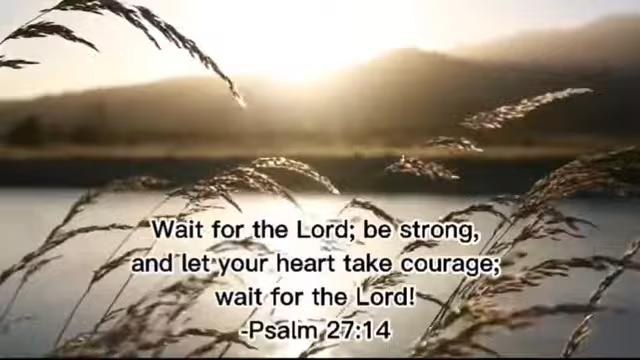 Wait for the Lord; be strong,
and let your heart take courage;
wait for the Lord!
-Psalm 27:14